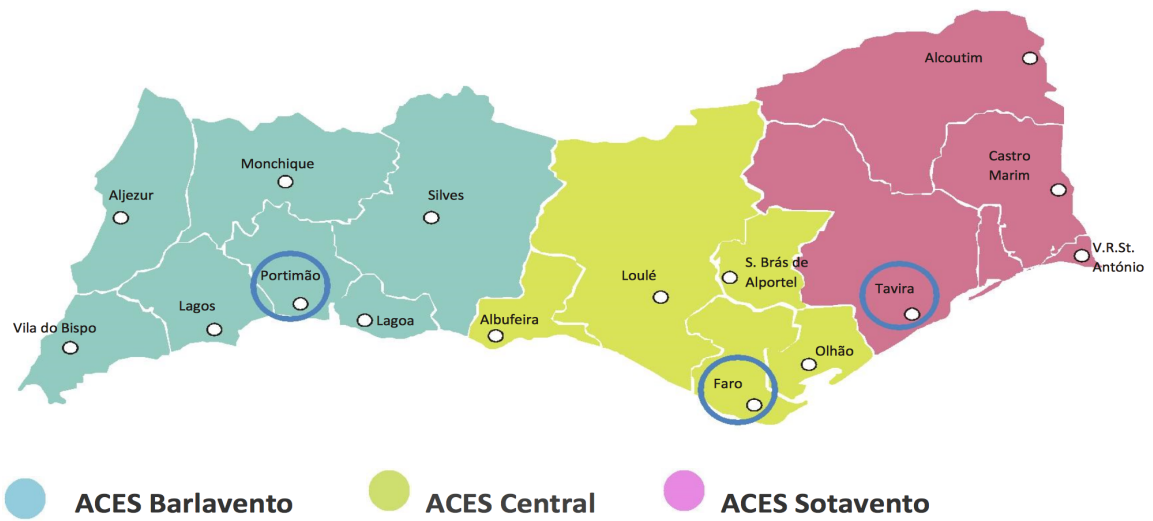 Alcoutim
Castro
Marim
Monchique
Aljezur
Silves
V.R.St.
António
S. Brás de
Alportel
Loulé
Portimão
Tavira
Lagos
Lagoa
Albufeira
Vila do Bispo
Olhão
Faro
ACES Barlavento
ACES Central
ACES Sotavento